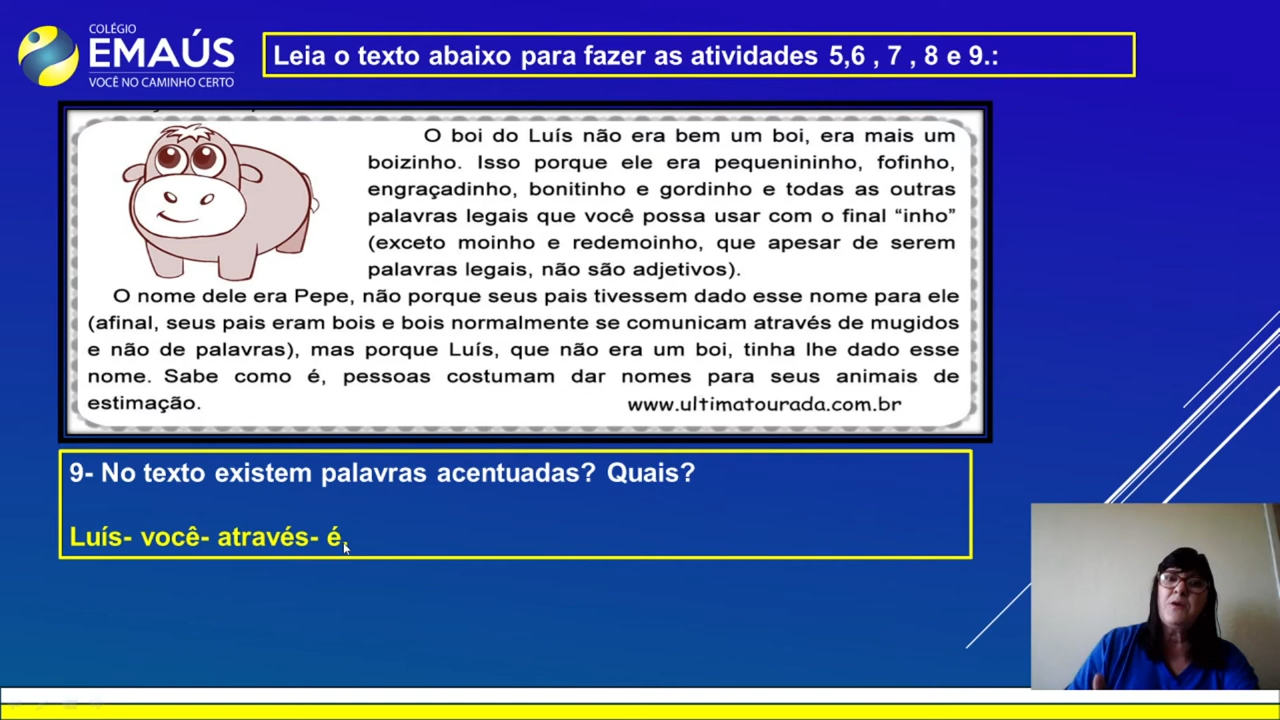 COLÉGIO
EMAÚS
VOCÊ NO CAMINHO CERTO
Leia o texto abaixo para fazer as atividades 5,6 , 7 , 8 e 9.:
O boi do Luís não era bem um boi, era mais um
boizinho. Isso porque ele era pequenininho, fofinho,
engraçadinho, bonitinho e gordinho e todas as outras
palavras legais que você possa usar com o final “inho”
(exceto moinho e redemoinho, que apesar de serem
palavras legais, não são adjetivos).
O nome dele era Pepe, não porque seus pais tivessem dado esse nome para ele
(afinal, seus pais eram bois e bois normalmente se comunicam através de mugidos
e não de palavras), mas porque Luís, que não era um boi, tinha lhe dado esse
nome. Sabe como é, pessoas costumam dar nomes para seus animais de
estimação.
www.ultimatourada.com.br
9- No texto existem palavras acentuadas? Quais?
Luís- você- através- é.